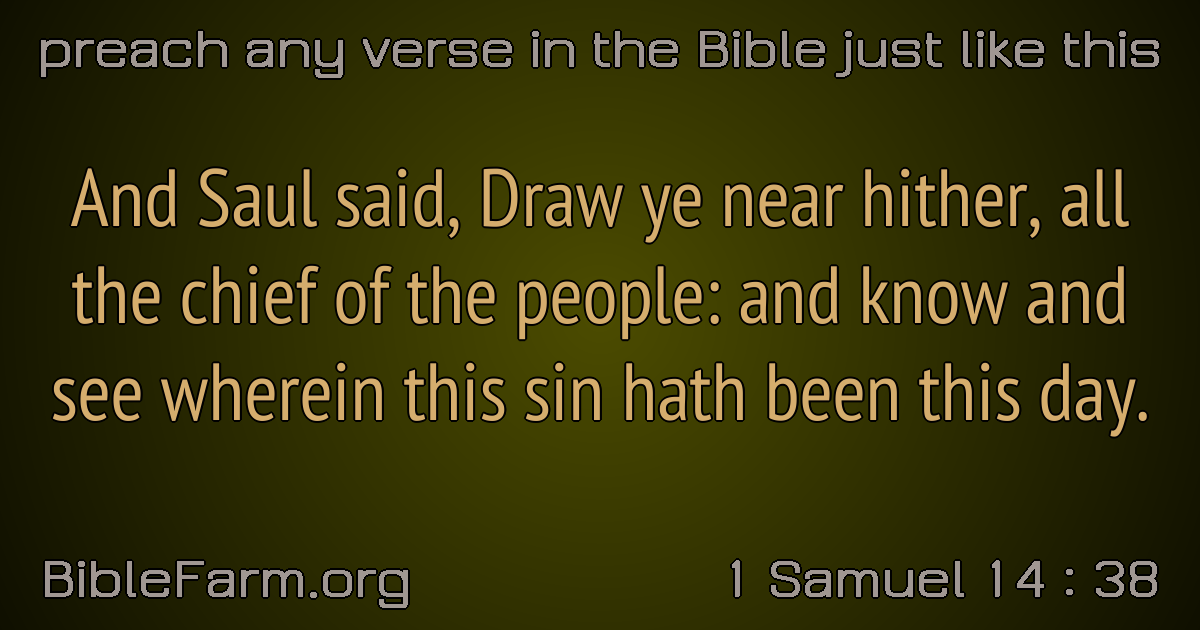 preach any verse in the Bible just like this
And Saul said, Draw ye near hither, all
the chief of the people: and know and
see wherein this sin hath been this day.
BibleFarm.org
1 Samuel 14 : 38